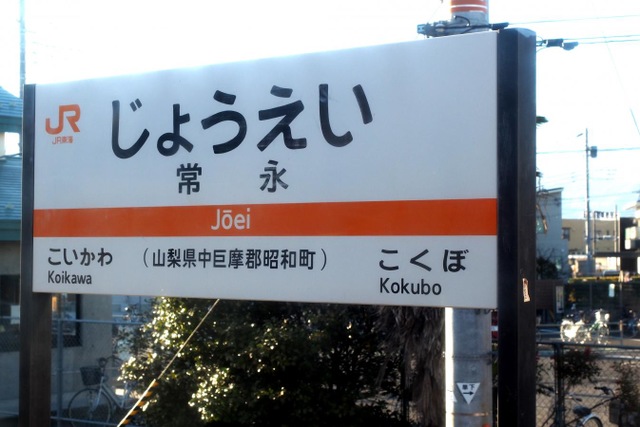 JR
JR東海
じょうえい
常永
Jōei
こいかわ
Koikawa
(山梨県中巨摩郡昭和町)
こくぼ
Kokubo